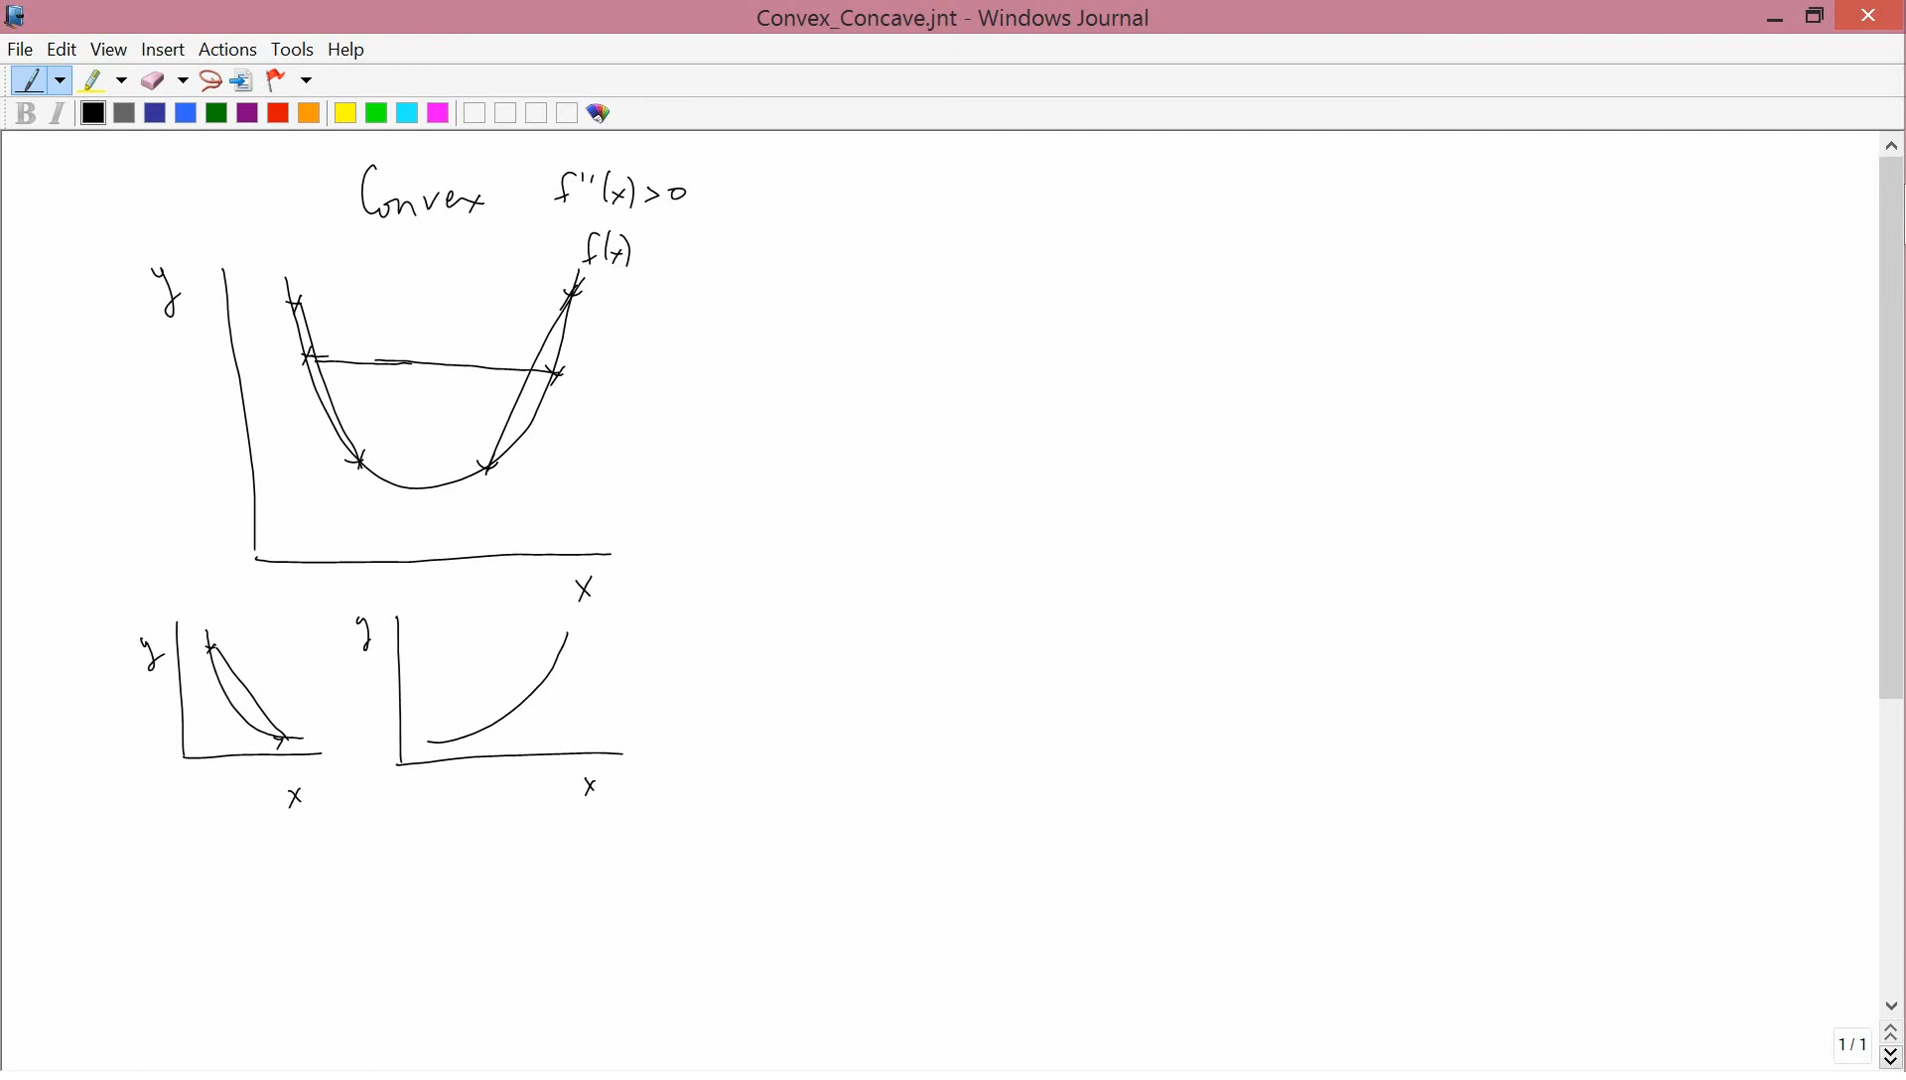 Convex_Concave.jnt - Windows Journal
File Edit View Insert Actions Tools Help
B I
Convex f''(x)>0
f(x)
y
x
y
y
x
x
1 / 1